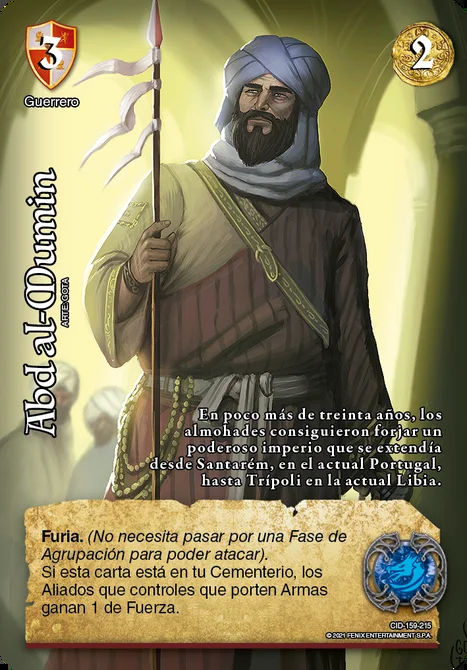 3
2
Guerrero
Abd al-Mumin
ARTE: GOTA
En poco más de treinta años, los
almohades consiguieron forjar un
poderoso imperio que se extendía
desde Santarém, en el actual Portugal,
hasta Trípoli en la actual Libia.
Furia. (No necesita pasar por una Fase de
Agrupación para poder atacar).
Si esta carta está en tu Cementerio, los
Aliados que controles que porten Armas
ganan 1 de Fuerza.
CID-159-215
© 2021 FENIX ENTERTAINMENT S.P.A.